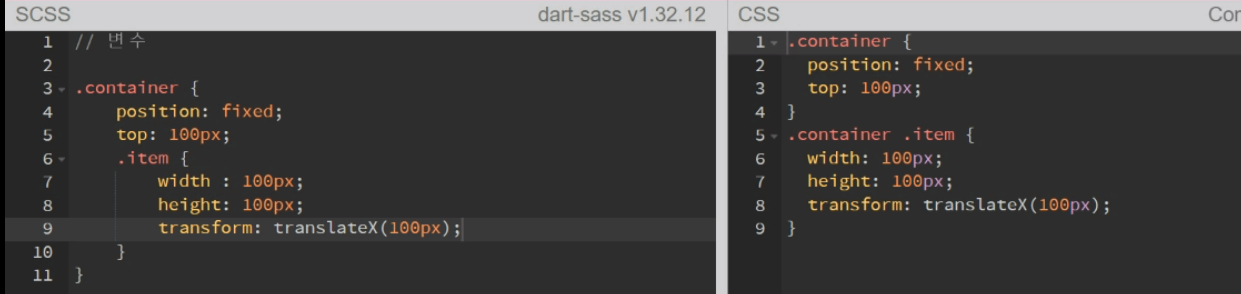 SCSS dart-sass v1.32.12
1 // 변수
2
3 .container {
4 position: fixed;
5 top: 100px;
6 .item {
7 width : 100px;
8 height: 100px;
9 transform: translateX(100px);
10 }
11 }
CSS Cor
1 .container {
2 position: fixed;
3 top: 100px;
4 }
5 .container .item {
6 width: 100px;
7 height: 100px;
8 transform: translateX(100px);
9 }